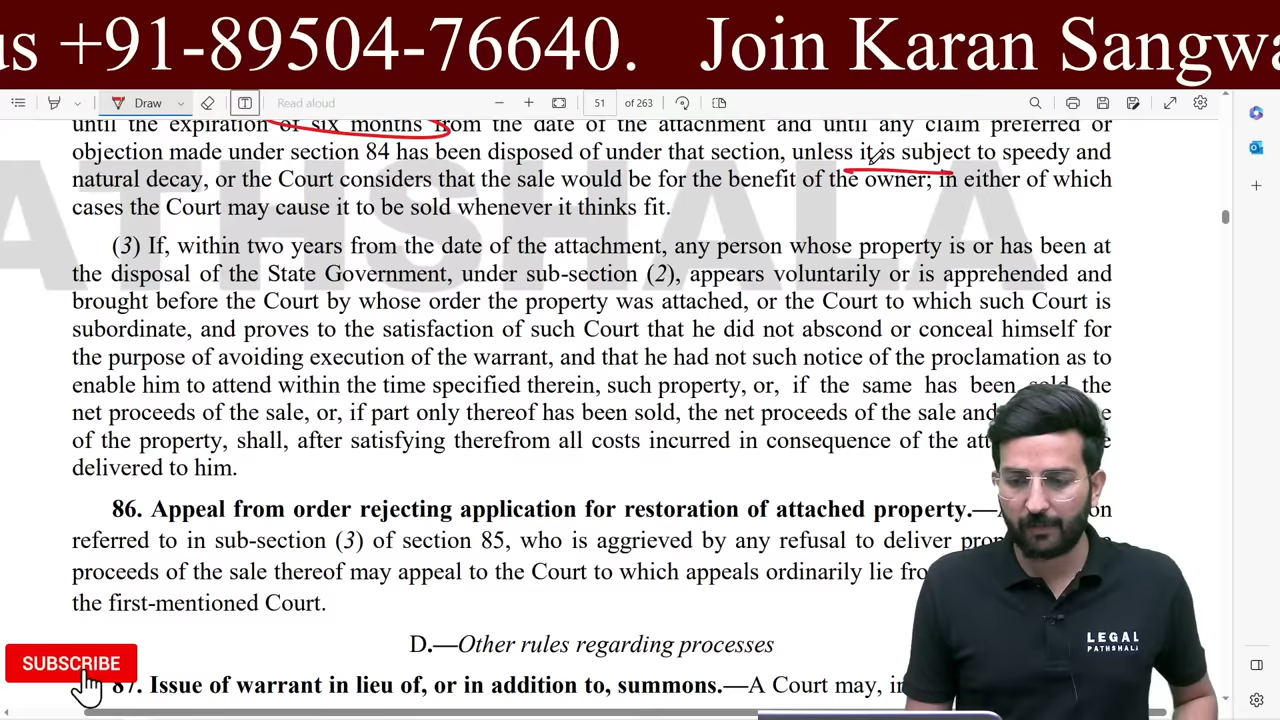 us +91-89504-76640. Join Karan Sangwa
Draw
Read aloud
51 of 263
until the expiration of six months from the date of the attachment and until any claim preferred or
objection made under section 84 has been disposed of under that section, unless it is subject to speedy and
natural decay, or the Court considers that the sale would be for the benefit of the owner; in either of which
cases the Court may cause it to be sold whenever it thinks fit.
(3) If, within two years from the date of the attachment, any person whose property is or has been at
the disposal of the State Government, under sub-section (2), appears voluntarily or is apprehended and
brought before the Court by whose order the property was attached, or the Court to which such Court is
subordinate, and proves to the satisfaction of such Court that he did not abscond or conceal himself for
the purpose of avoiding execution of the warrant, and that he had not such notice of the proclamation as to
enable him to attend within the time specified therein, such property, or, if the same has been sold, the
net proceeds of the sale, or, if part only thereof has been sold, the net proceeds of the sale and
of the property, shall, after satisfying therefrom all costs incurred in consequence of the
delivered to him.
86. Appeal from order rejecting application for restoration of attached property.—
referred to in sub-section (3) of section 85, who is aggrieved by any refusal to deliver
proceeds of the sale thereof may appeal to the Court to which appeals ordinarily lie
the first-mentioned Court.
D.—Other rules regarding processes
87. Issue of warrant in lieu of, or in addition to, summons.—A Court may, in
ATHSHALA
LEGAL
PATHSHALA
SUBSCRIBE